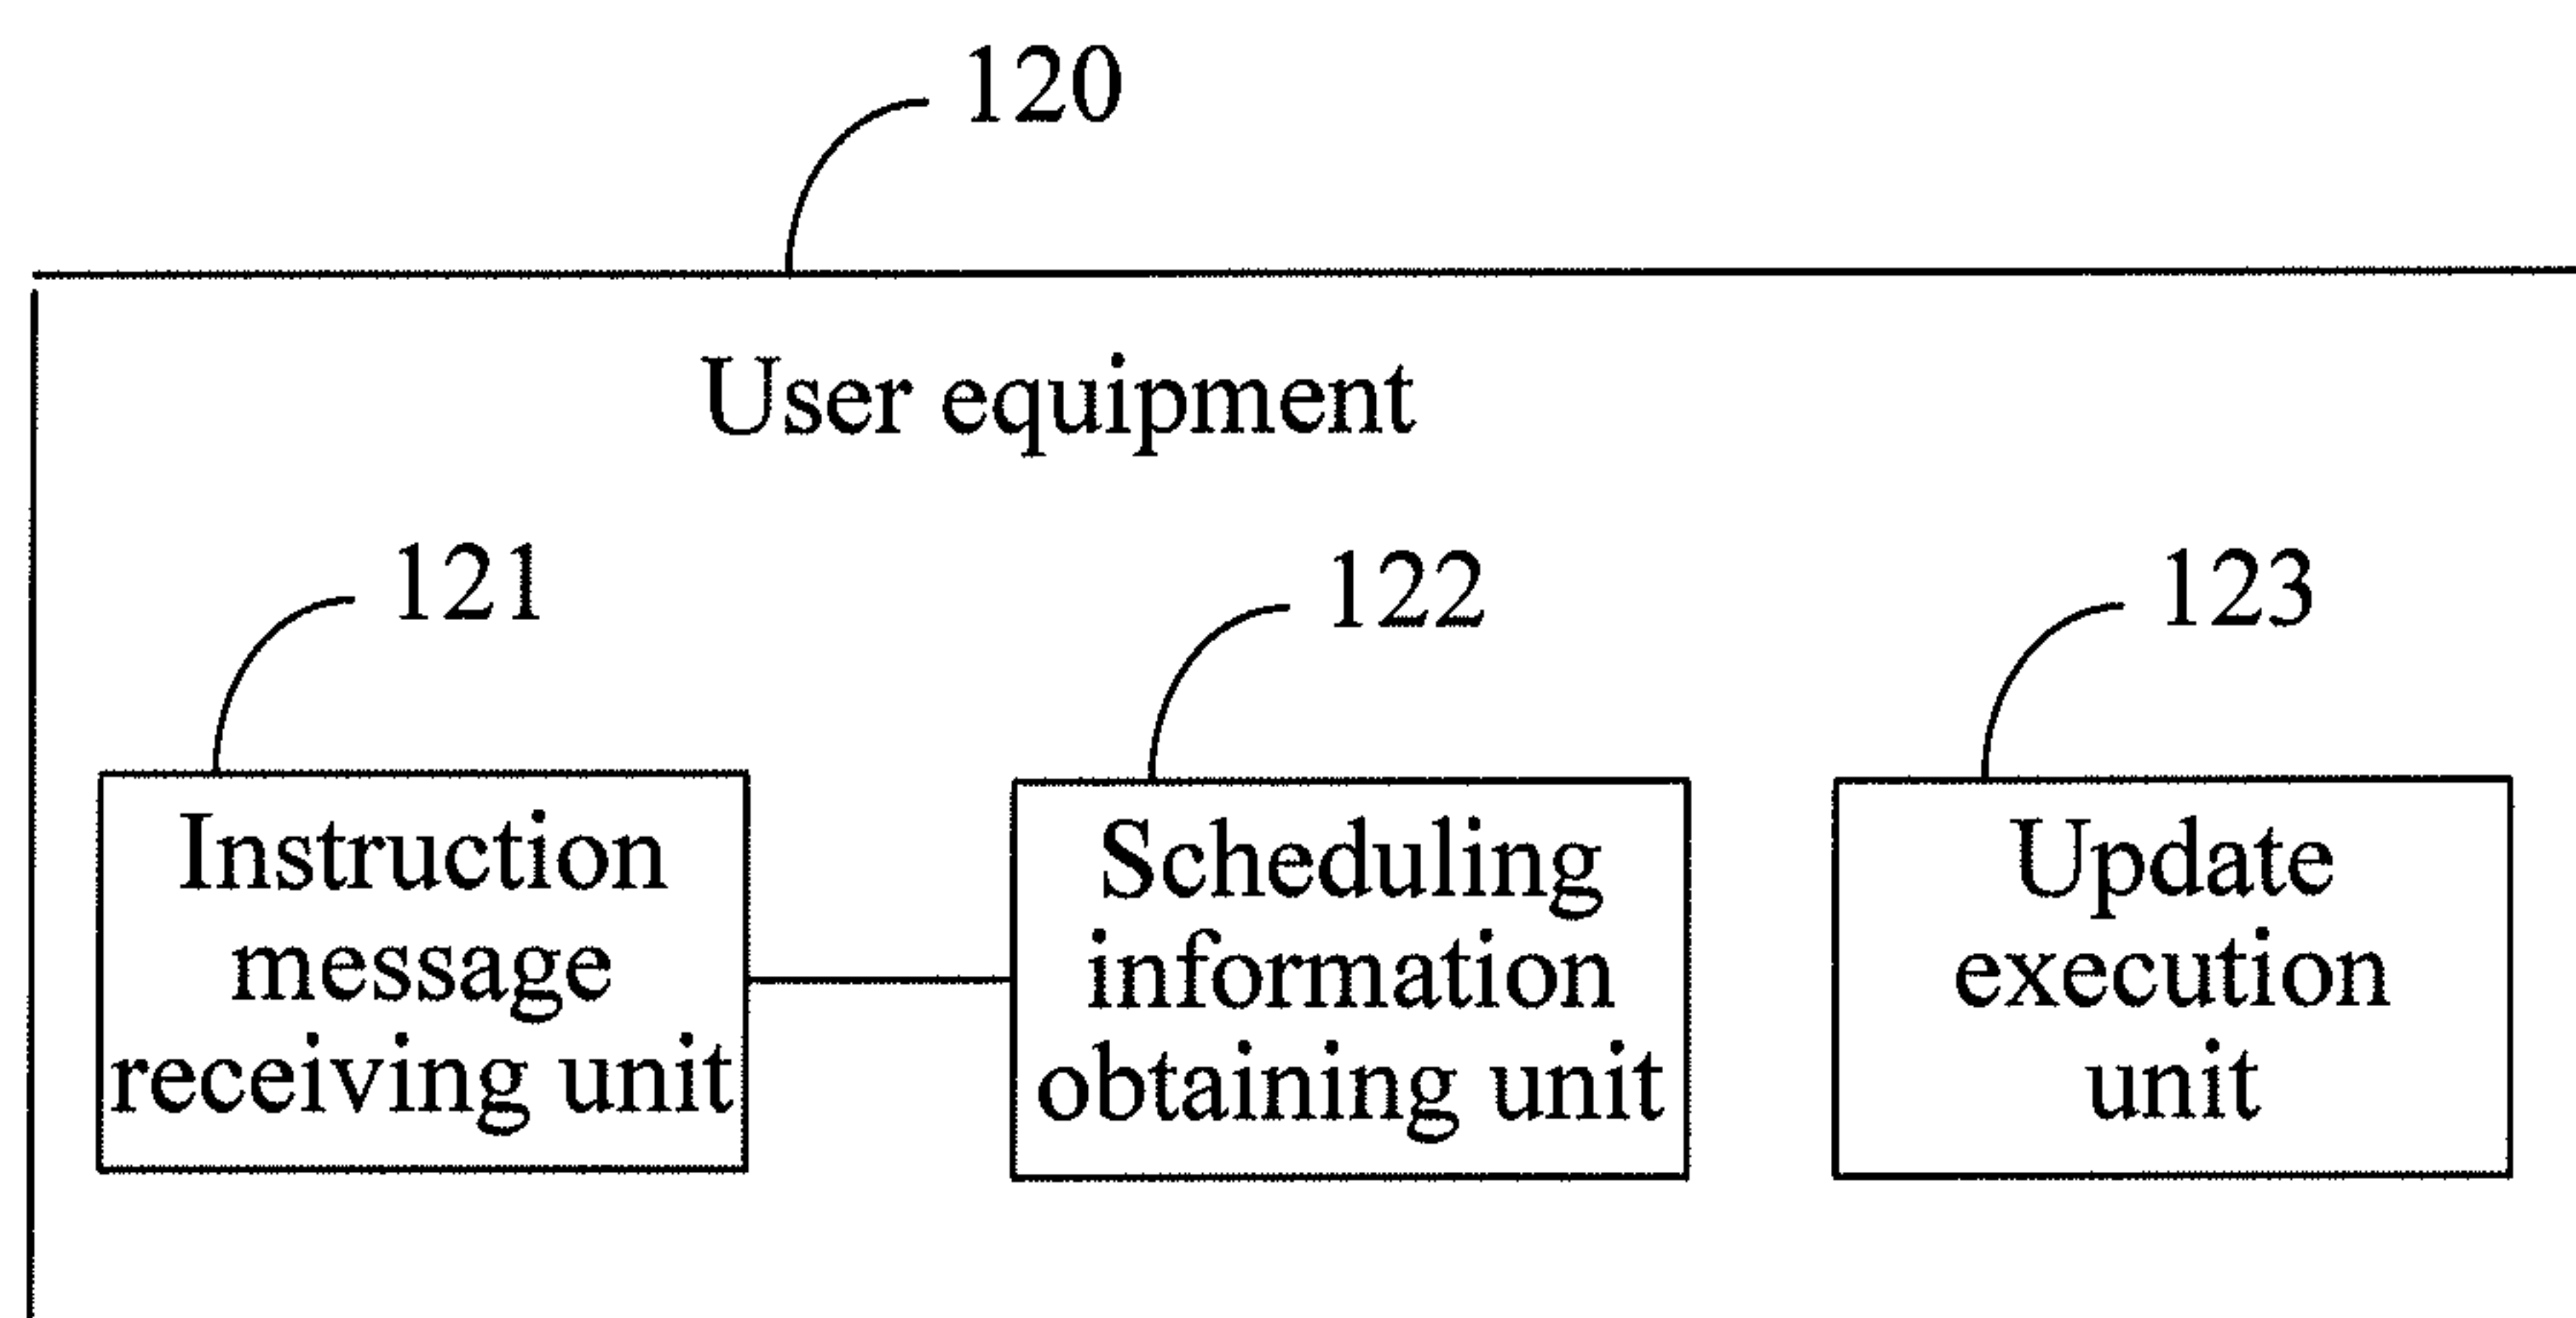 120
User equipment
121
122
123
Instruction
message
receiving unit
Scheduling
information
obtaining unit
Update
execution
unit